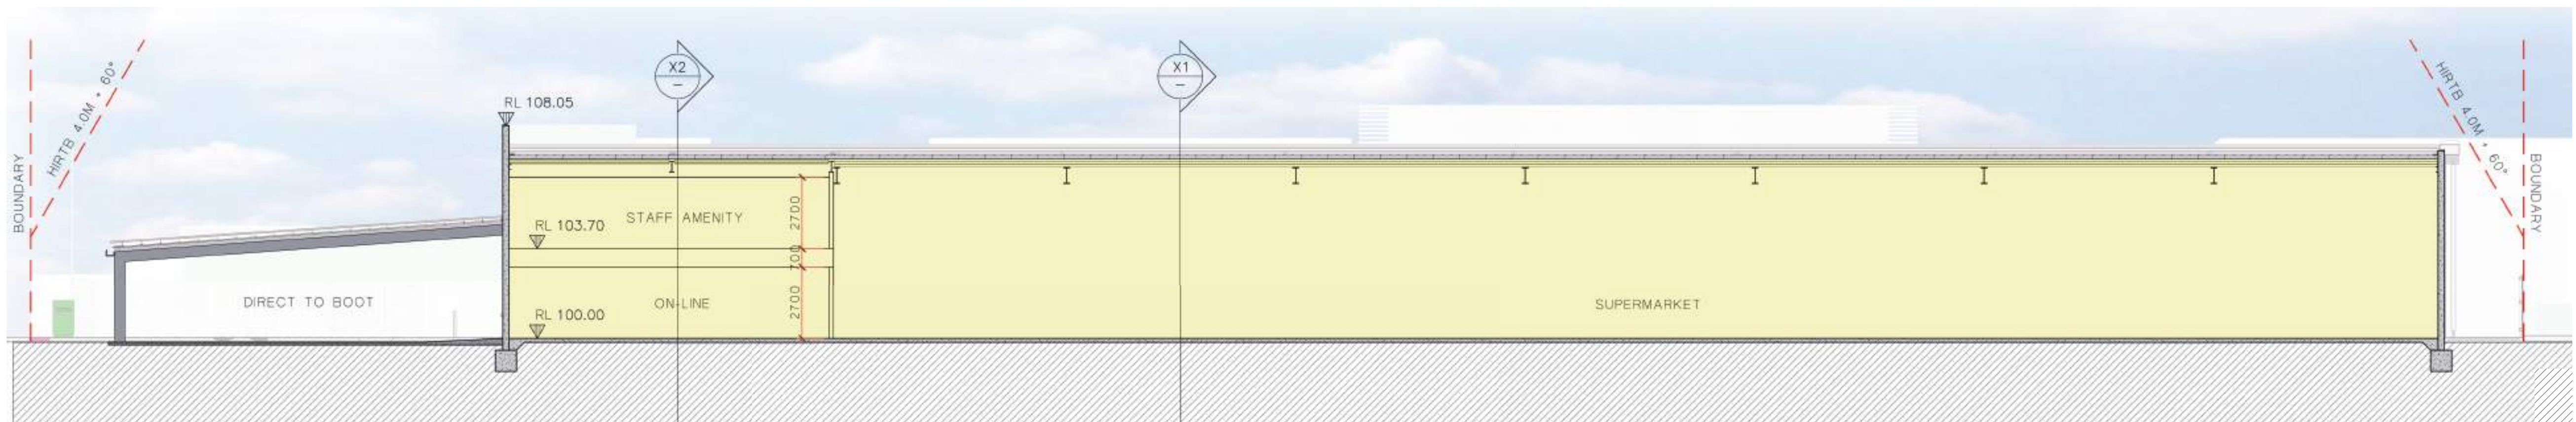 BOUNDARY
HIRTB 4.0M + 60°
RL 108.05
X2
–
X1
–
HIRTB 4.0M + 60°
BOUNDARY
STAFF AMENITY
2700
RL 103.70
700
DIRECT TO BOOT
ON-LINE
2700
RL 100.00
SUPERMARKET